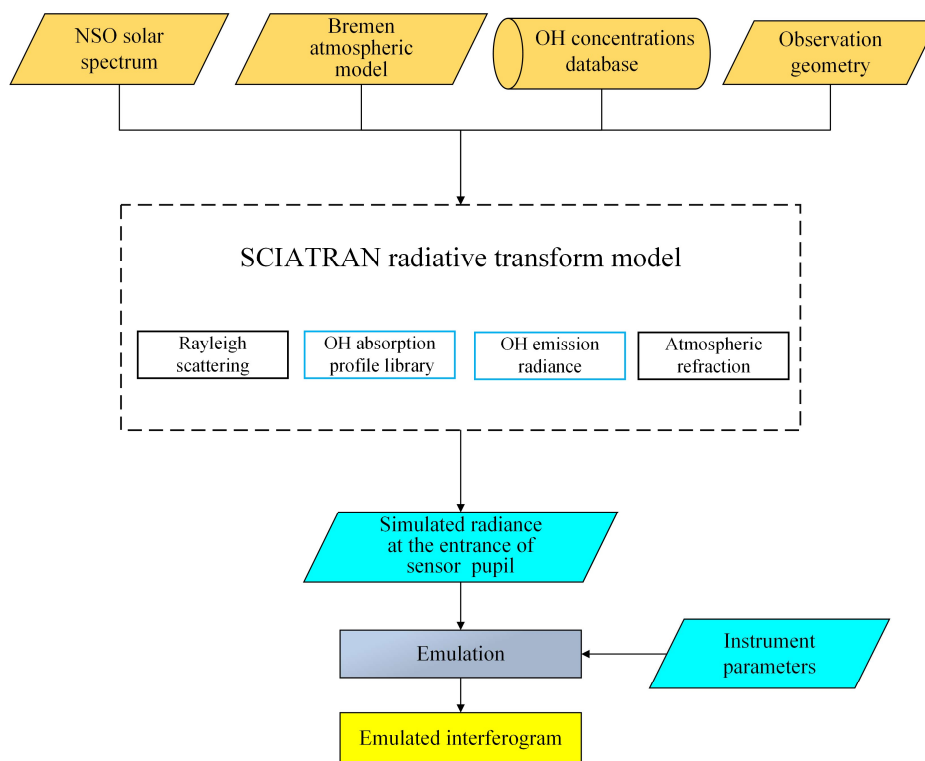 NSO solar
spectrum
Bremen
atmospheric
model
OH concentrations
database
Observation
geometry
SCIATRAN radiative transform model
Rayleigh
scattering
OH absorption
profile library
OH emission
radiance
Atmospheric
refraction
Simulated radiance
at the entrance of
sensor pupil
Emulation
Instrument
parameters
Emulated interferogram